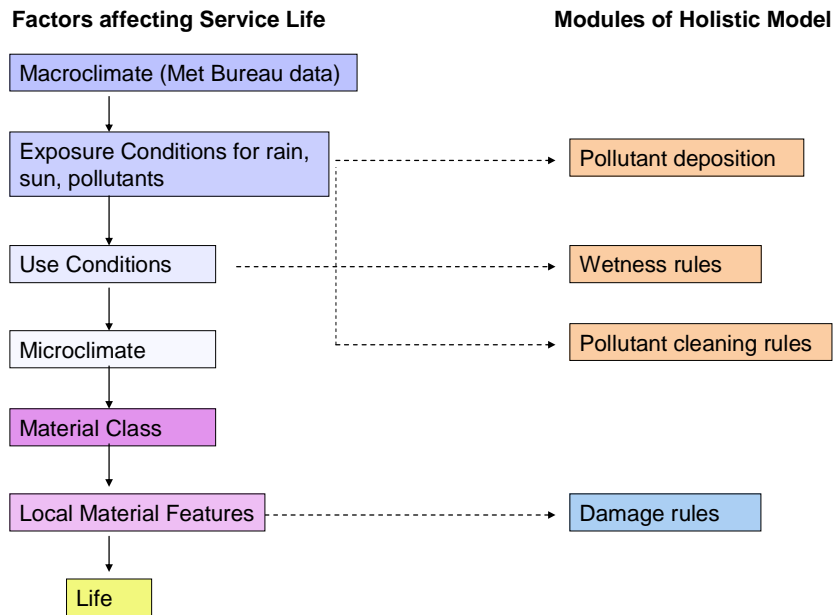 Factors affecting Service Life
Modules of Holistic Model
Macroclimate (Met Bureau data)
Exposure Conditions for rain,
sun, pollutants
Pollutant deposition
Use Conditions
Wetness rules
Microclimate
Pollutant cleaning rules
Material Class
Local Material Features
Damage rules
Life